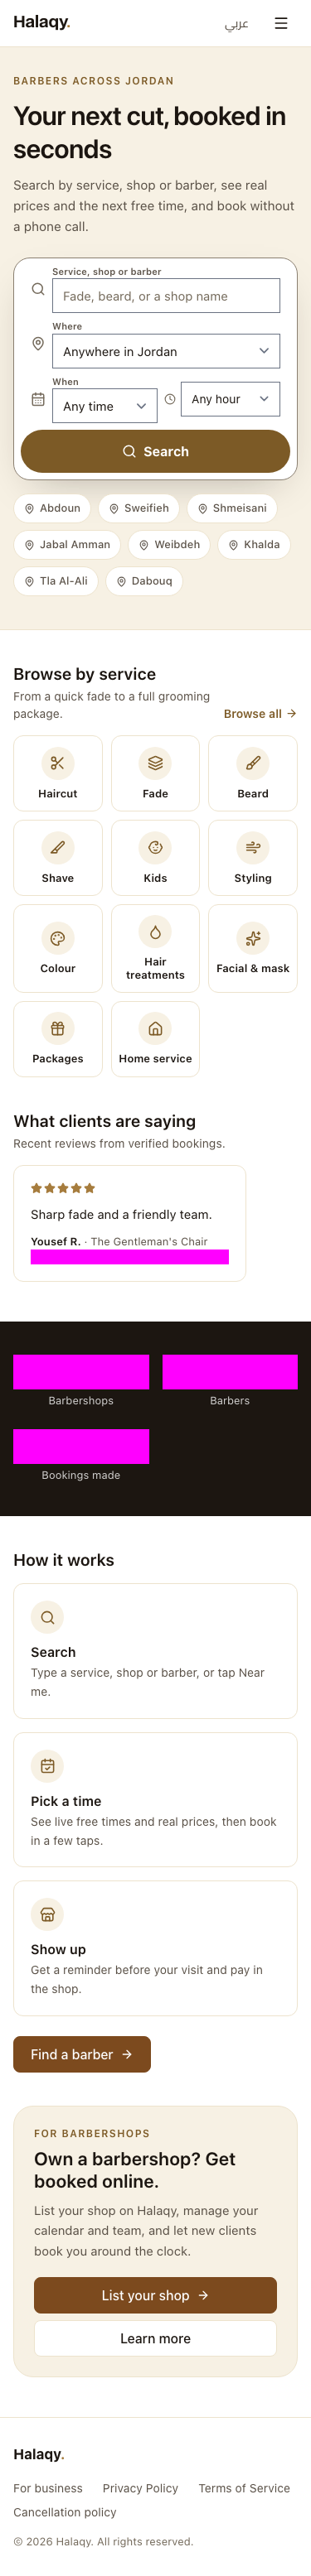 Halaqy.
عربي
BARBERS ACROSS JORDAN
Your next cut, booked in
seconds
Search by service, shop or barber, see real
prices and the next free time, and book without
a phone call.
Service, shop or barber
Fade, beard, or a shop name
Where
Anywhere in Jordan
When
Any time
Any hour
Search
Abdoun
Sweifieh
Shmeisani
Jabal Amman
Weibdeh
Khalda
Tla Al-Ali
Dabouq
Browse by service
From a quick fade to a full grooming
package.
Browse all
Haircut
Fade
Beard
Shave
Kids
Styling
Colour
Hair
treatments
Facial & mask
Packages
Home service
What clients are saying
Recent reviews from verified bookings.
Sharp fade and a friendly team.
Yousef R. · The Gentleman's Chair
Barbershops
Barbers
Bookings made
How it works
Search
Type a service, shop or barber, or tap Near
me.
Pick a time
See live free times and real prices, then book
in a few taps.
Show up
Get a reminder before your visit and pay in
the shop.
Find a barber
FOR BARBERSHOPS
Own a barbershop? Get
booked online.
List your shop on Halaqy, manage your
calendar and team, and let new clients
book you around the clock.
List your shop
Learn more
Halaqy.
For business
Privacy Policy
Terms of Service
Cancellation policy
© 2026 Halaqy. All rights reserved.